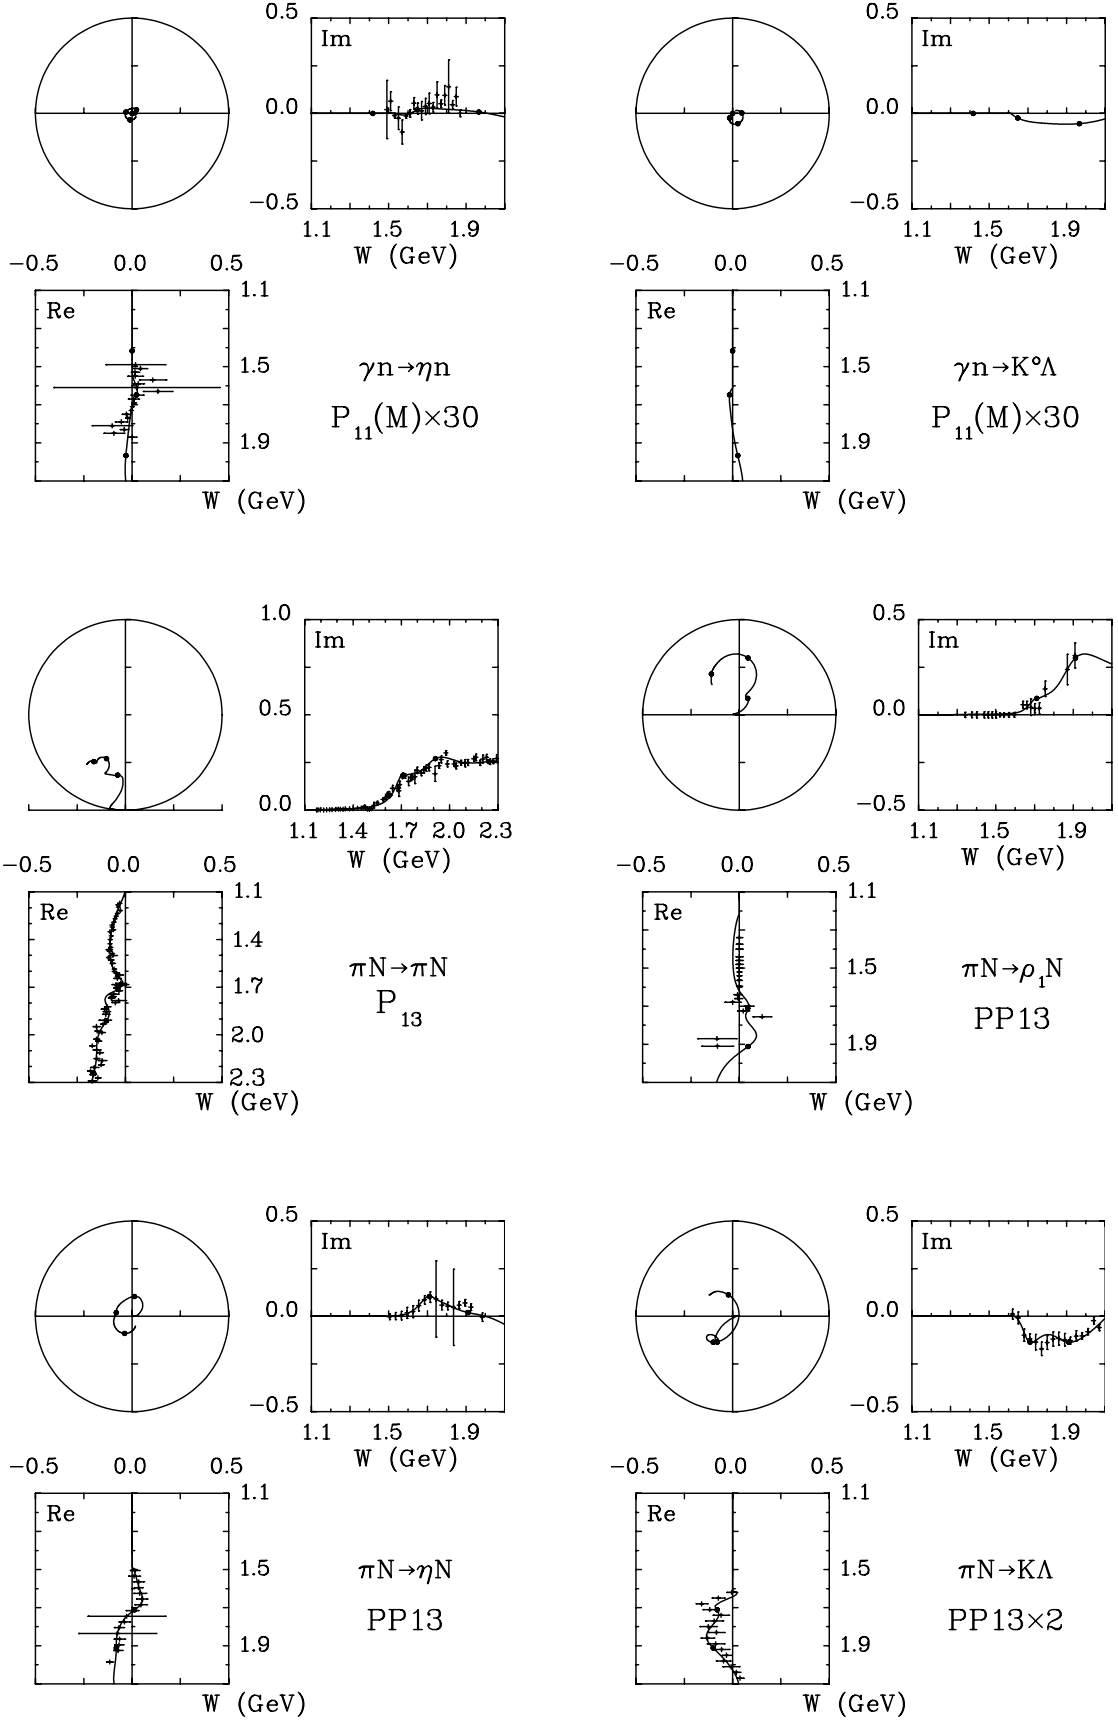 0.5
Im
0.0
−0.5
1.1 1.5 1.9
W (GeV)
−0.5 0.0 0.5
Re
1.1
1.5
1.9
W (GeV)
γn→ηn
P11(M)×30
0.5
Im
0.0
−0.5
1.1 1.5 1.9
W (GeV)
−0.5 0.0 0.5
Re
1.1
1.5
1.9
W (GeV)
γn→K°Λ
P11(M)×30
1.0
Im
0.5
0.0
1.1 1.4 1.7 2.0 2.3
W (GeV)
−0.5 0.0
Re
1.1
1.4
1.7
2.0
2.3
W (GeV)
πN→πN
P13
0.5
Im
0.0
−0.5
1.1 1.5 1.9
W (GeV)
−0.5 0.0 0.5
Re
1.1
1.5
1.9
W (GeV)
πN→ρ1N
PP13
0.5
Im
0.0
−0.5
1.1 1.5 1.9
W (GeV)
−0.5 0.0 0.5
Re
1.1
1.5
1.9
W (GeV)
πN→ηN
PP13
0.5
Im
0.0
−0.5
1.1 1.5 1.9
W (GeV)
−0.5 0.0 0.5
Re
1.1
1.5
1.9
W (GeV)
πN→KΛ
PP13×2